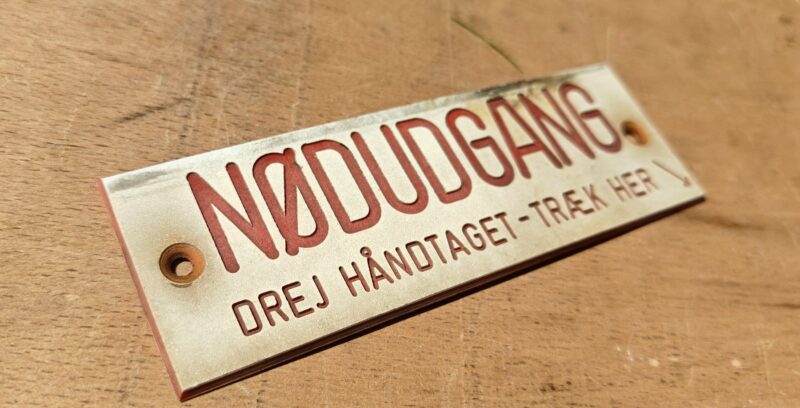 NØDUDGANG
DREJ HÅNDTAGET-TRÆK HER ↘